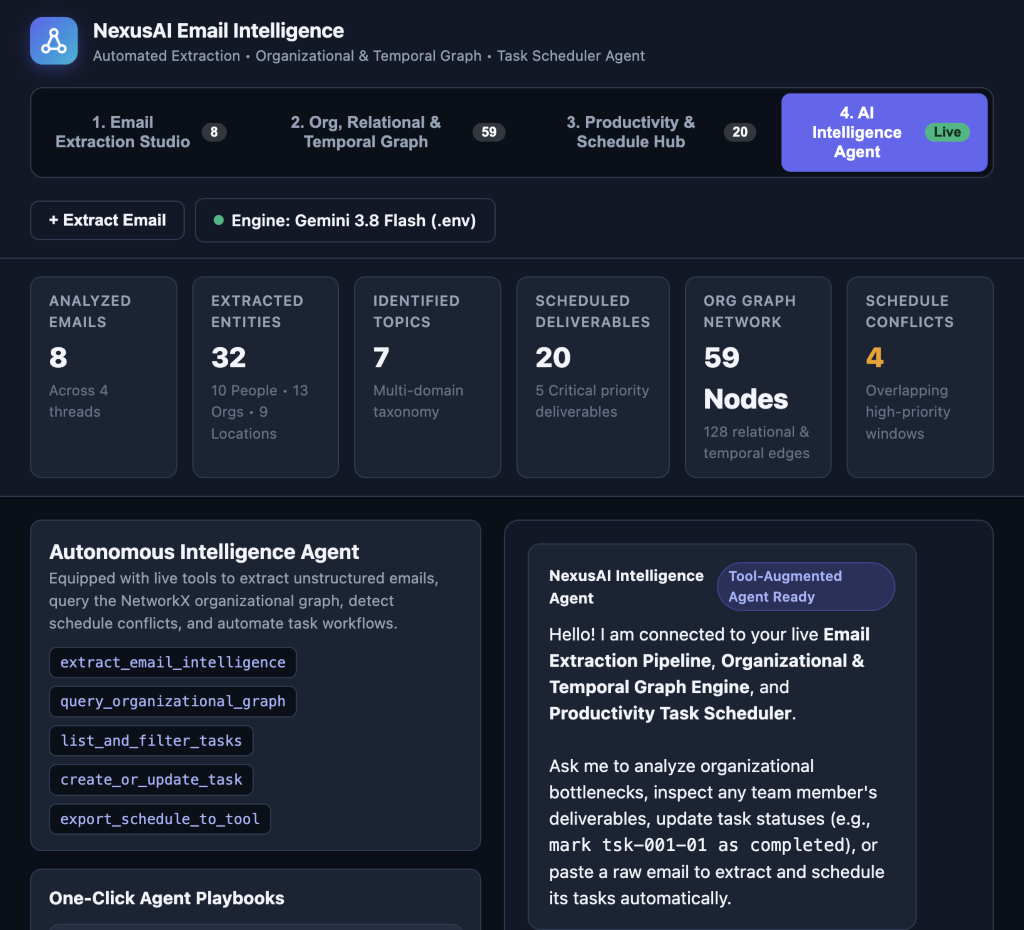 NexusAI Email Intelligence
Automated Extraction • Organizational & Temporal Graph • Task Scheduler Agent
1. Email
Extraction Studio
8
2. Org, Relational &
Temporal Graph
59
3. Productivity &
Schedule Hub
20
4. AI
Intelligence
Agent
Live
+ Extract Email
Engine: Gemini 3.8 Flash (.env)
ANALYZED
EMAILS
8
Across 4
threads
EXTRACTED
ENTITIES
32
10 People • 13
Orgs • 9
Locations
IDENTIFIED
TOPICS
7
Multi-domain
taxonomy
SCHEDULED
DELIVERABLES
20
5 Critical priority
deliverables
ORG GRAPH
NETWORK
59
Nodes
128 relational &
temporal edges
SCHEDULE
CONFLICTS
4
Overlapping
high-priority
windows
Autonomous Intelligence Agent
Equipped with live tools to extract unstructured emails,
query the NetworkX organizational graph, detect
schedule conflicts, and automate task workflows.
extract_email_intelligence
query_organizational_graph
list_and_filter_tasks
create_or_update_task
export_schedule_to_tool
One-Click Agent Playbooks
NexusAI Intelligence
Agent
Tool-Augmented
Agent Ready
Hello! I am connected to your live Email
Extraction Pipeline, Organizational &
Temporal Graph Engine, and
Productivity Task Scheduler.
Ask me to analyze organizational
bottlenecks, inspect any team member's
deliverables, update task statuses (e.g.,
mark tsk-001-01 as completed), or
paste a raw email to extract and schedule
its tasks automatically.